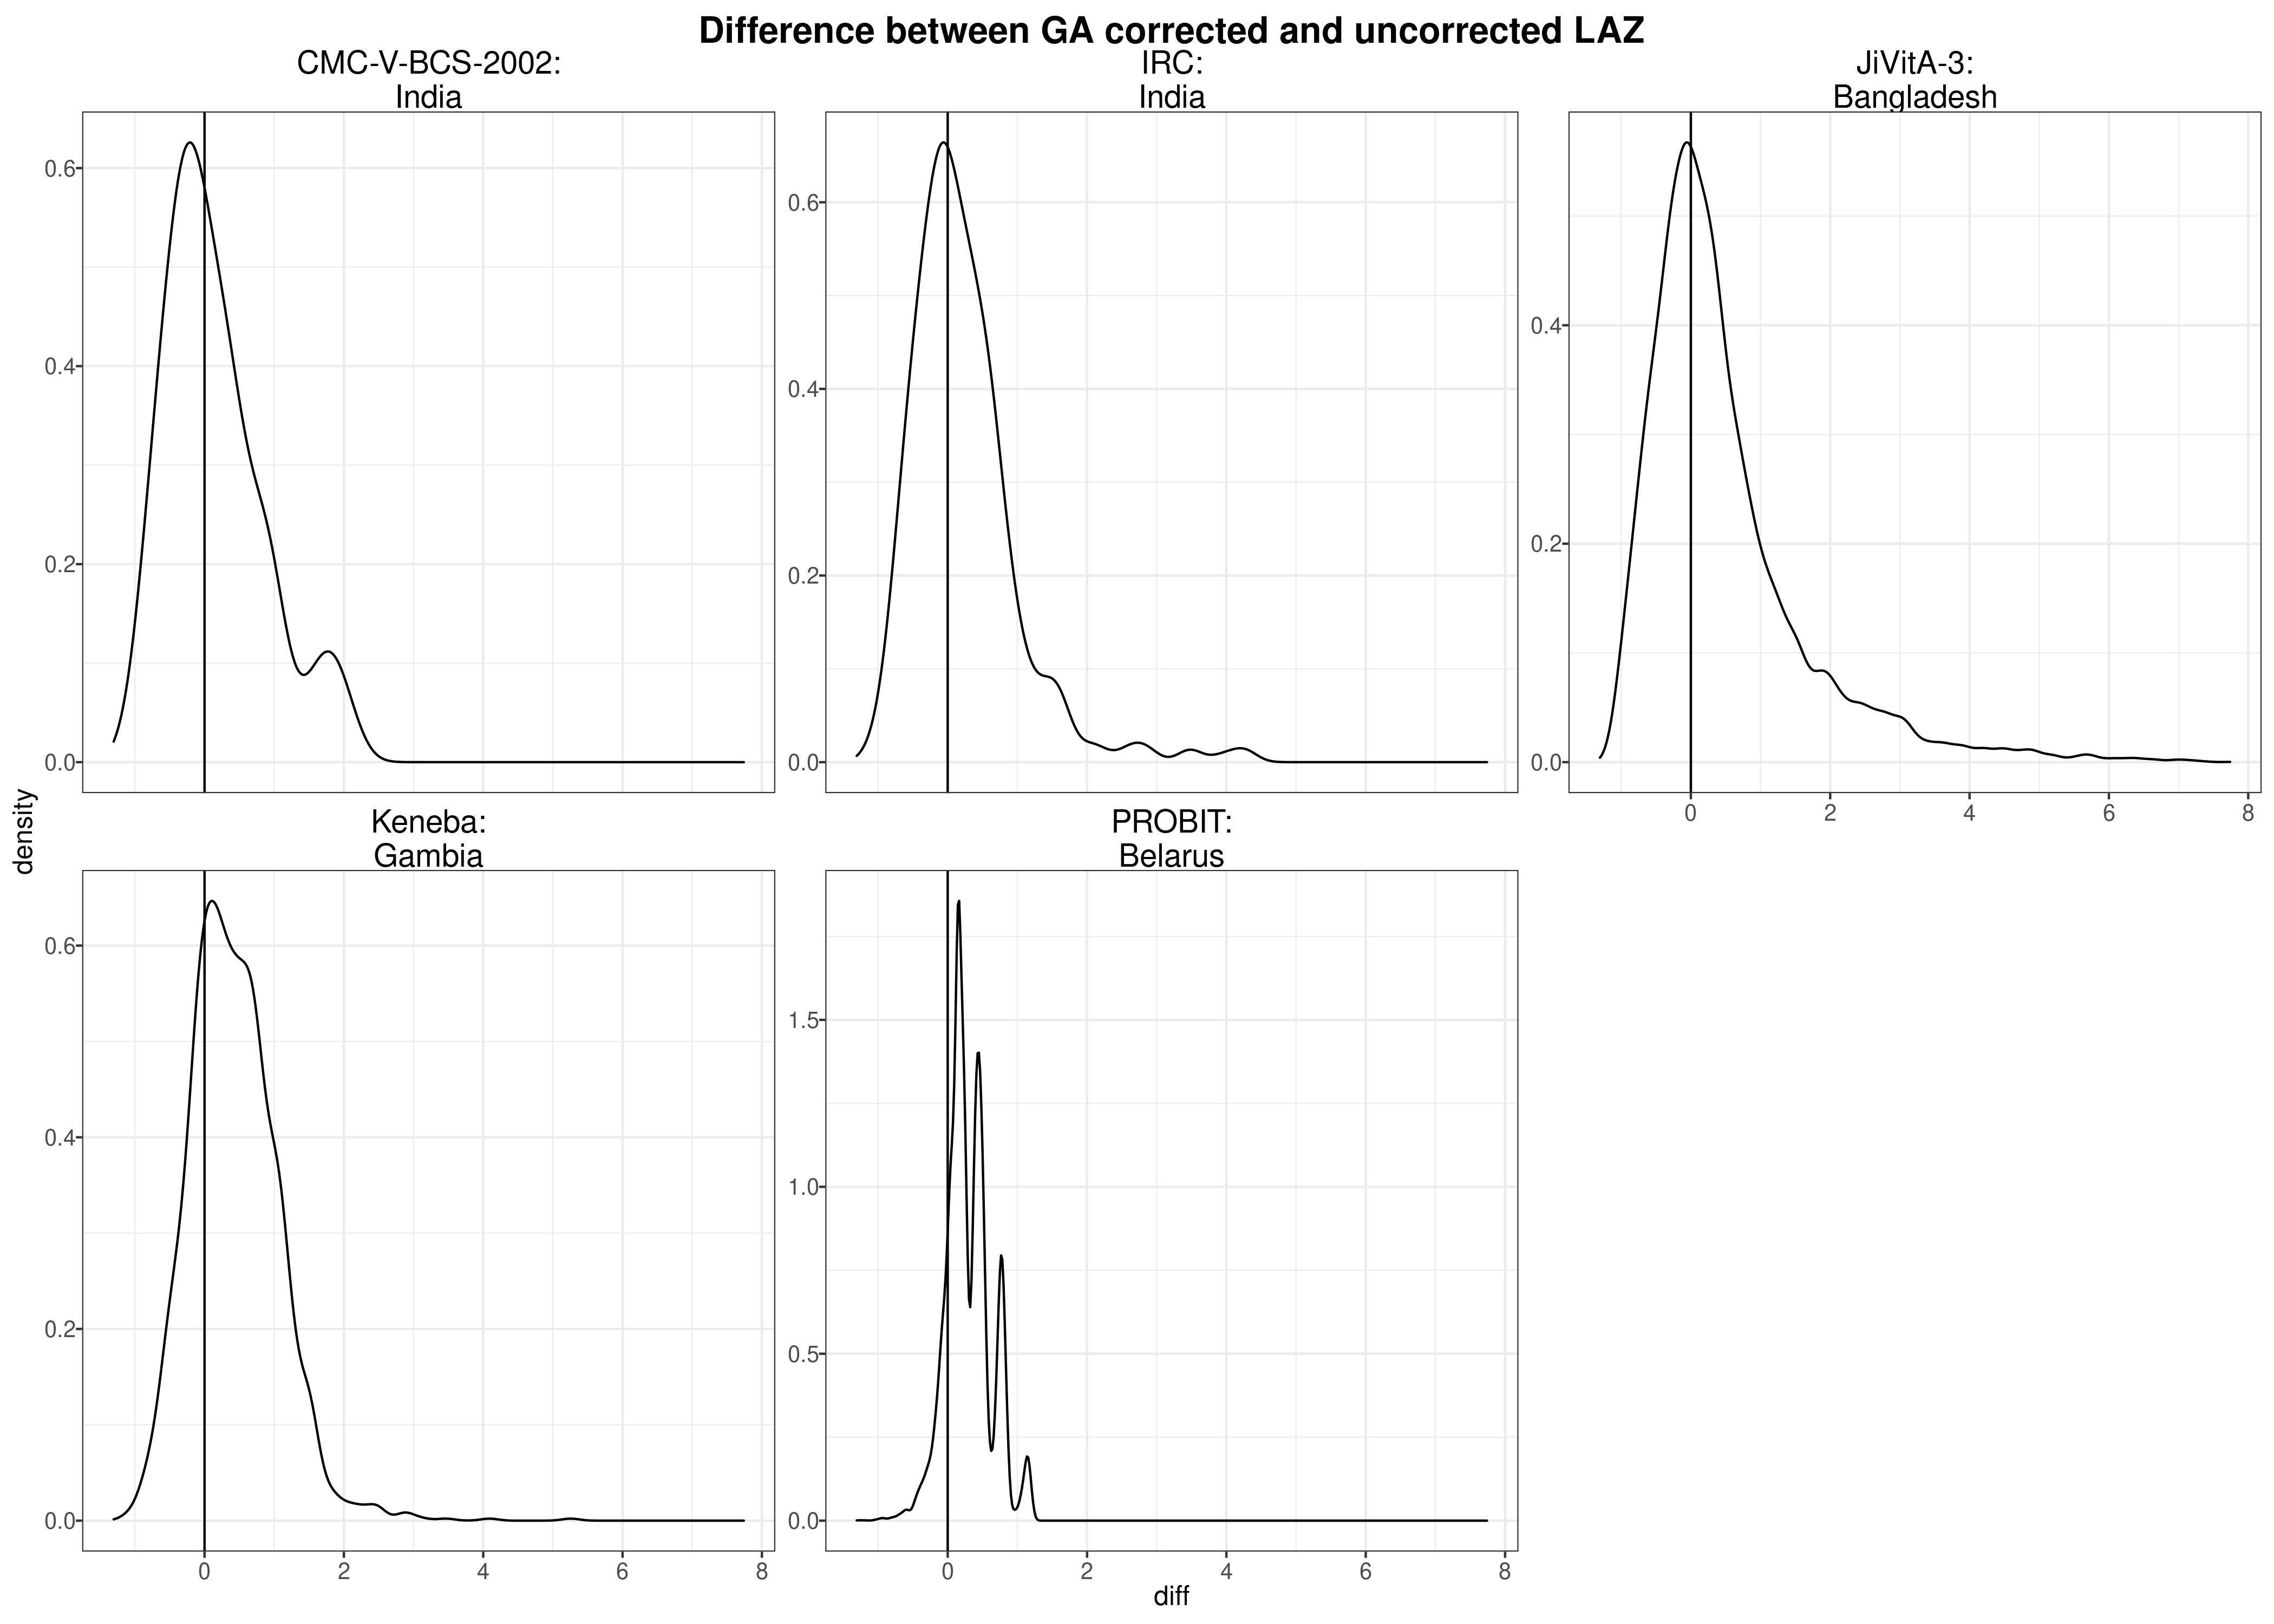 Difference between GA corrected and uncorrected LAZ
CMC-V-BCS-2002:
India
IRC:
India
JiVitA-3:
Bangladesh
0.6
0.4
0.2
0.0
0.6
0.4
0.2
0.0
0.4
0.2
0.0
0 2 4 6 8
density
Keneba:
Gambia
PROBIT:
Belarus
0.6
0.4
0.2
0.0
0 2 4 6 8
1.5
1.0
0.5
0.0
0 2 4 6 8
diff